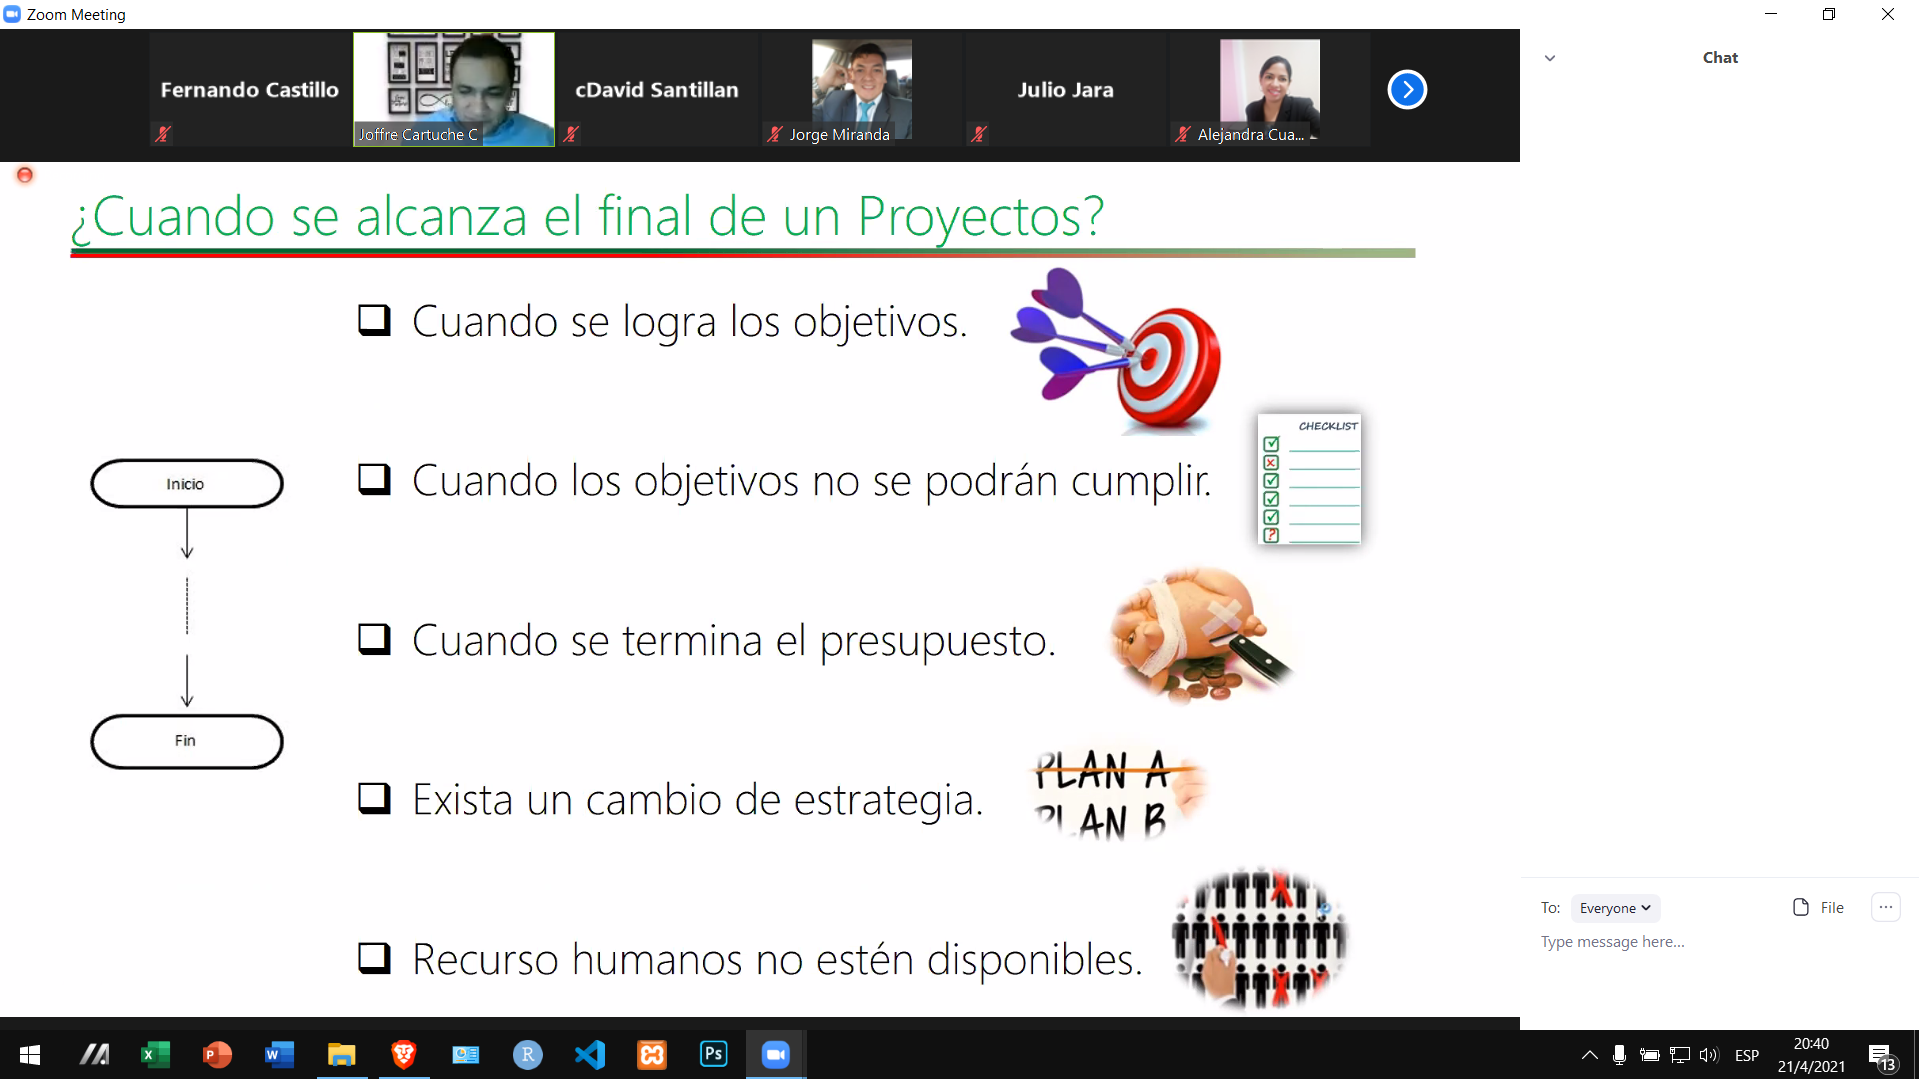 Zoom Meeting
Fernando Castillo
Joffre Cartuche C
cDavid Santillan
Jorge Miranda
Julio Jara
Alejandra Cua...
Chat
¿Cuando se alcanza el final de un Proyectos?
Cuando se logra los objetivos.
CHECKLIST
Inicio
Cuando los objetivos no se podrán cumplir.
Cuando se termina el presupuesto.
Fin
PLAN A
Exista un cambio de estrategia.
PLAN B
Recurso humanos no estén disponibles.
To: Everyone
File
Type message here...
Ps
ESP
20:40
21/4/2021
13